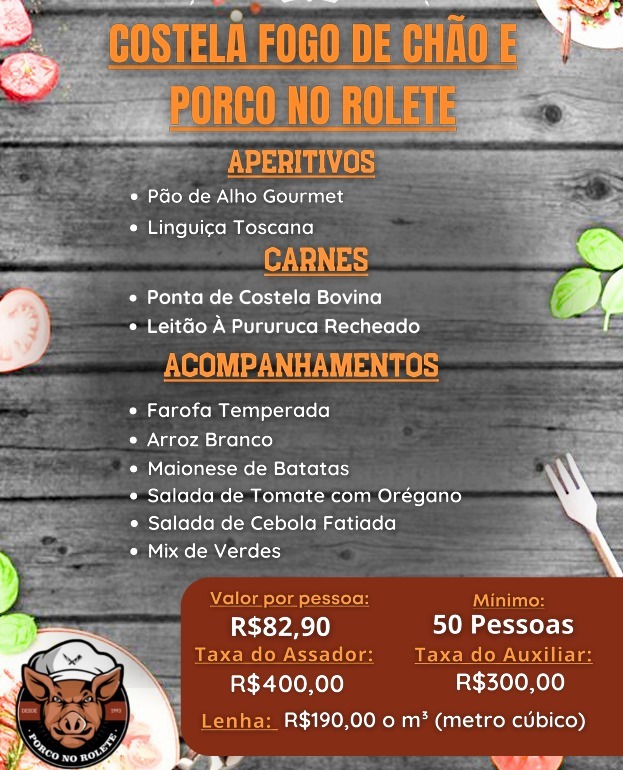 COSTELA FOGO DE CHÃO E
PORCO NO ROLETE
APERITIVOS
• Pão de Alho Gourmet
• Linguiça Toscana
CARNES
• Ponta de Costela Bovina
• Leitão À Pururuca Recheado
ACOMPANHAMENTOS
• Farofa Temperada
• Arroz Branco
• Maionese de Batatas
• Salada de Tomate com Orégano
• Salada de Cebola Fatiada
• Mix de Verdes
Valor por pessoa:
R$82,90
Mínimo:
50 Pessoas
Taxa do Assador:
R$400,00
Taxa do Auxiliar:
R$300,00
Lenha: R$190,00 o m³ (metro cúbico)
DESDE 1993
• PORCO NO ROLETE •